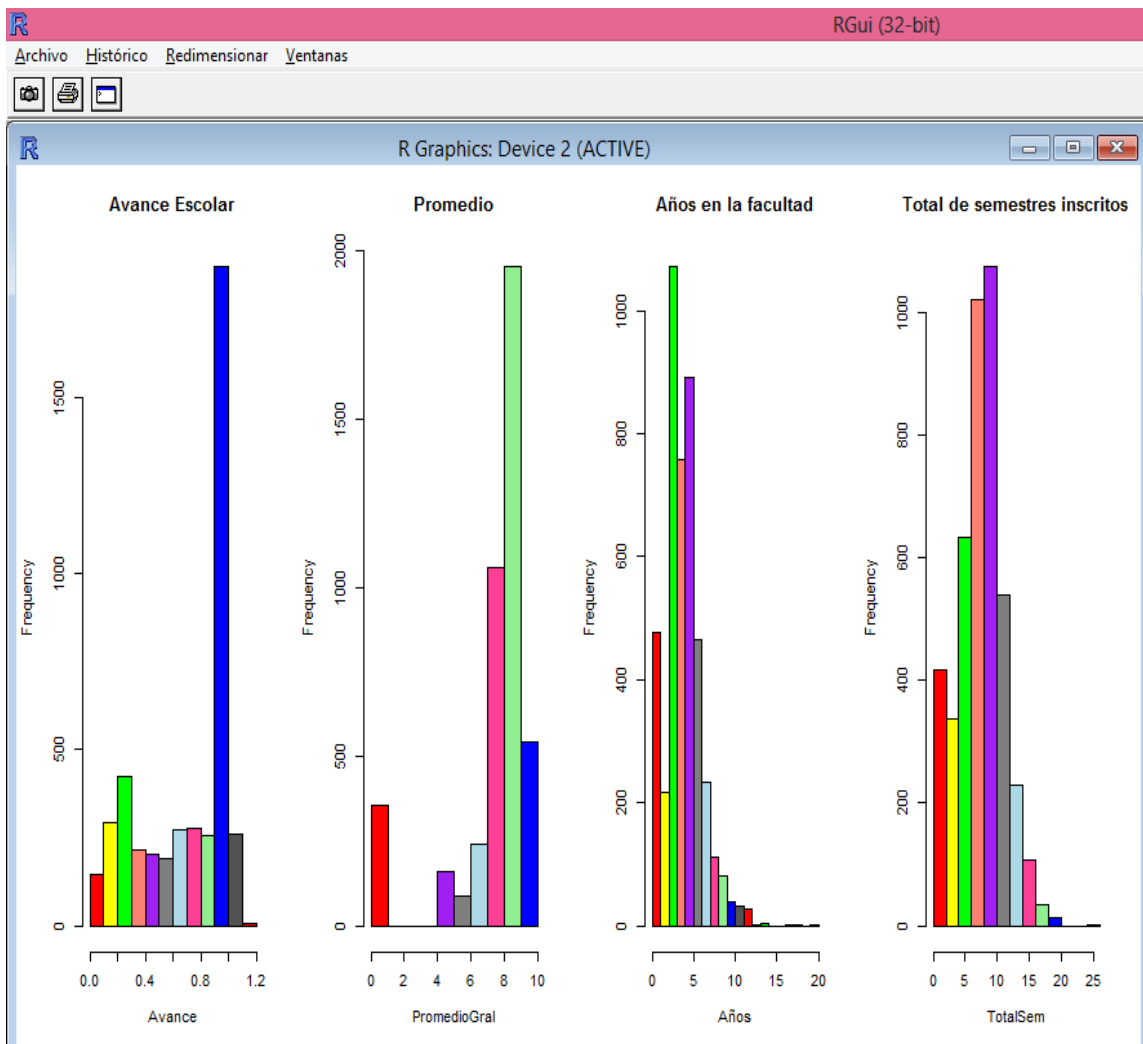 RGui (32-bit)
Archivo Histórico Redimensionar Ventanas
R Graphics: Device 2 (ACTIVE)
Avance Escolar
Frequency
0 500 1000 1500
0.0 0.4 0.8 1.2
Avance
Promedio
Frequency
0 500 1000 1500 2000
0 2 4 6 8 10
PromedioGral
Años en la facultad
Frequency
0 200 400 600 800 1000
0 5 10 15 20
Años
Total de semestres inscritos
Frequency
0 200 400 600 800 1000
0 5 10 15 20 25
TotalSem